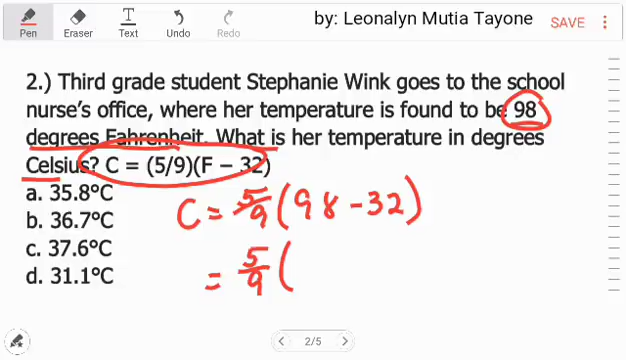 by: Leonalyn Mutia Tayone
SAVE
Pen
Eraser
Text
Undo
Redo
2.) Third grade student Stephanie Wink goes to the school
nurse's office, where her temperature is found to be 98
degrees Fahrenheit. What is her temperature in degrees
Celsius? C = (5/9)(F − 32)
a. 35.8°C
b. 36.7°C
c. 37.6°C
d. 31.1°C
C = 5/9 (98 - 32)
= 5/9 (
2/5